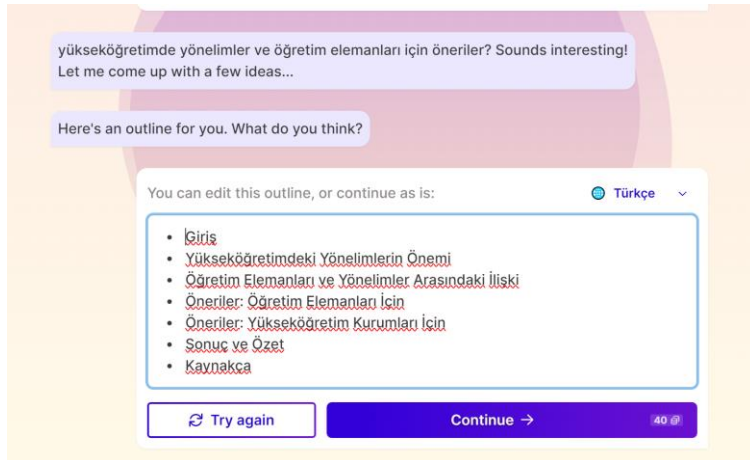 yükseköğretimde yönelimler ve öğretim elemanları için öneriler? Sounds interesting!
Let me come up with a few ideas...
Here's an outline for you. What do you think?
You can edit this outline, or continue as is:
Türkçe
• Giriş
• Yükseköğretimdeki Yönelimlerin Önemi
• Öğretim Elemanları ve Yönelimler Arasındaki İlişki
• Öneriler: Öğretim Elemanları İçin
• Öneriler: Yükseköğretim Kurumları İçin
• Sonuç ve Özet
• Kaynakça
Try again
Continue →
40